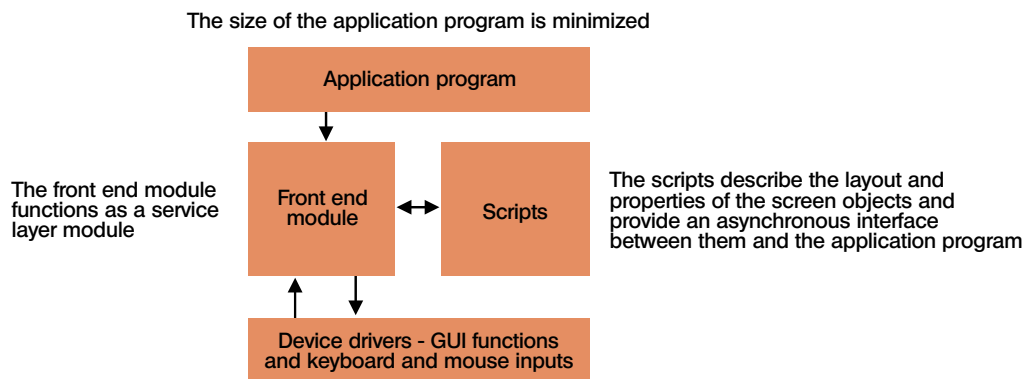 The size of the application program is minimized
Application program
The front end module
functions as a service
layer module
Front end
module
Scripts
The scripts describe the layout and
properties of the screen objects and
provide an asynchronous interface
between them and the application program
Device drivers - GUI functions
and keyboard and mouse inputs